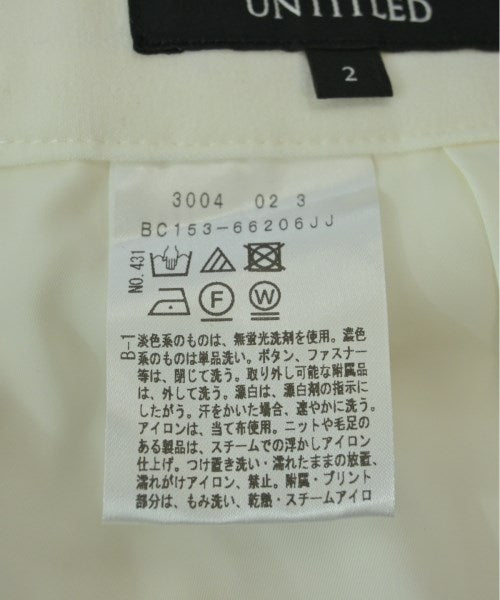 UNTITLED
2
3004 02 3
BC153-66206JJ
NO.431
F
W
B-1
淡色系のものは、無蛍光洗剤を使用。濃色
系のものは単品洗い。ボタン、ファスナー
等は、閉じて洗う。取り外し可能な附属品
は、外して洗う。漂白は、漂白剤の指示に
したがう。汗をかいた場合、速やかに洗う。
アイロンは、当て布使用。ニットや毛足の
ある製品は、スチームでの浮かしアイロン
仕上げ。つけ置き洗い・濡れたままの放置、
濡れがけアイロン、禁止。附属・プリント
部分は、もみ洗い、乾熱・スチームアイロ